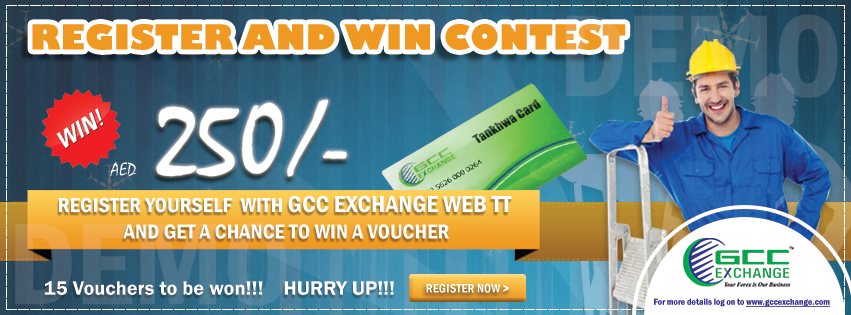 REGISTER AND WIN CONTEST
WIN!
AED 250/-
GCC EXCHANGE
Tankhwa Card
5626 000 0264
REGISTER YOURSELF WITH GCC EXCHANGE WEB TT
AND GET A CHANCE TO WIN A VOUCHER
15 Vouchers to be won!!! HURRY UP!!!
REGISTER NOW >
GCC
EXCHANGE
Your Forex is Our Business
For more details log on to www.gccexchange.com
DEMO
DEMO